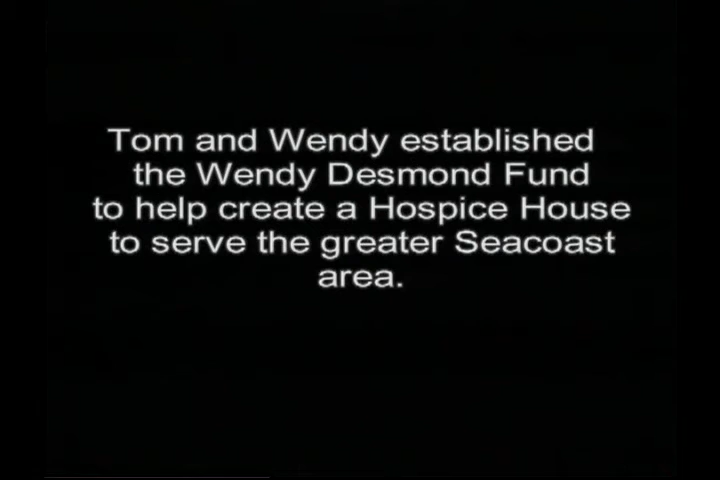 Tom and Wendy established
the Wendy Desmond Fund
to help create a Hospice House
to serve the greater Seacoast
area.